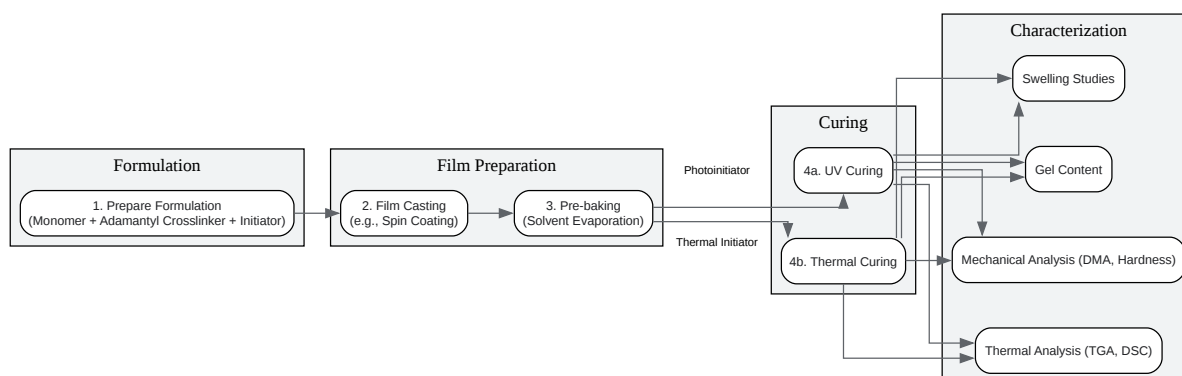 Formulation
1. Prepare Formulation
(Monomer + Adamantyl Crosslinker + Initiator)
Film Preparation
2. Film Casting
(e.g., Spin Coating)
3. Pre-baking
(Solvent Evaporation)
Photoinitiator
Thermal Initiator
Curing
4a. UV Curing
4b. Thermal Curing
Characterization
Swelling Studies
Gel Content
Mechanical Analysis (DMA, Hardness)
Thermal Analysis (TGA, DSC)